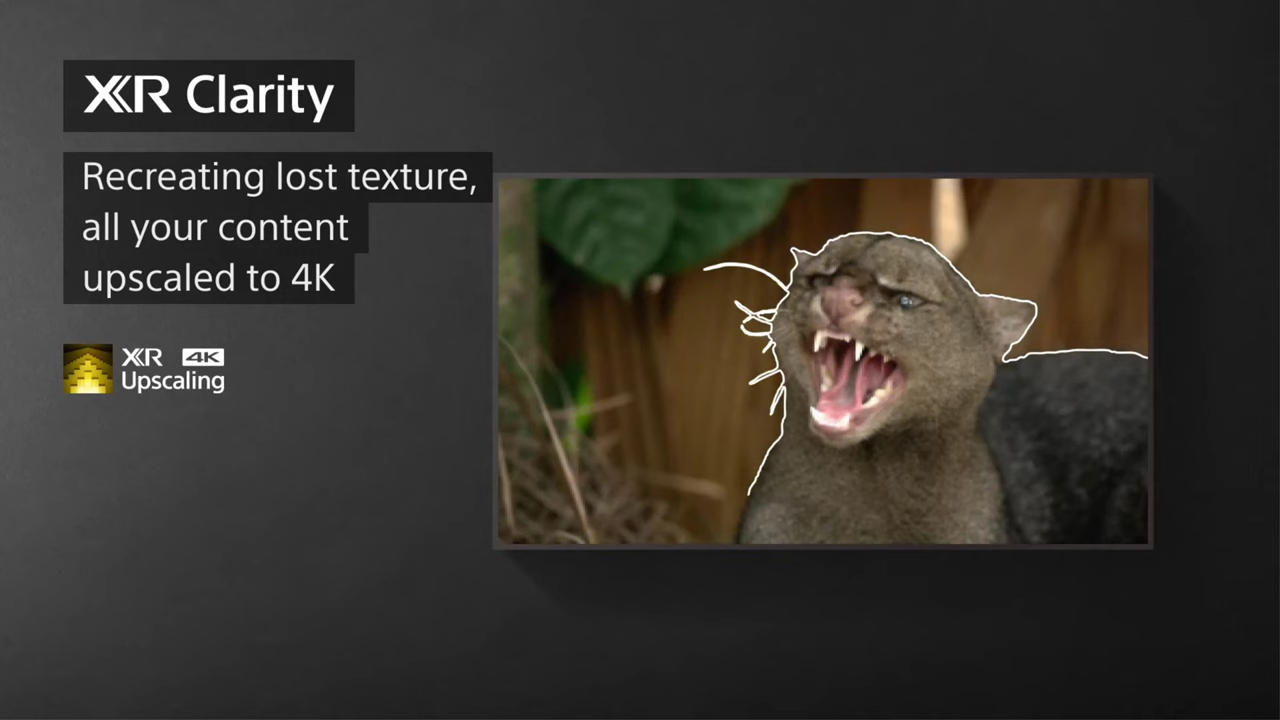 XR Clarity
Recreating lost texture,
all your content
upscaled to 4K
XR 4K
Upscaling